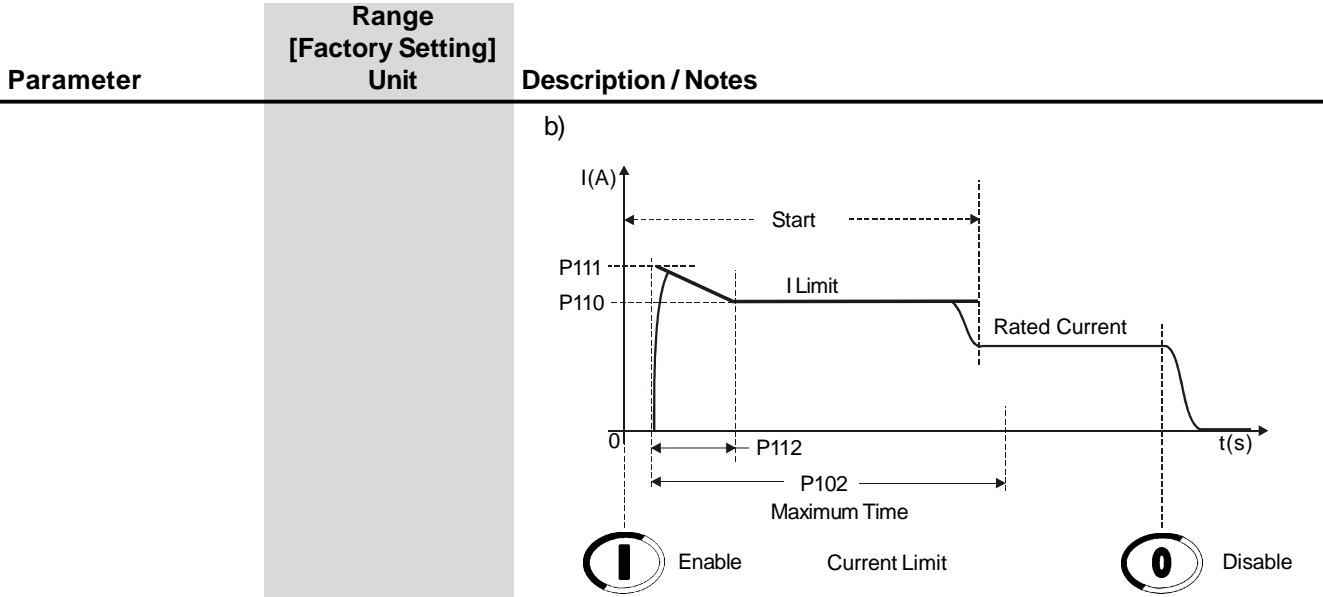 Range
[Factory Setting]
Parameter Unit Description / Notes
b)
I(A)
Start
P111
I Limit
P110
Rated Current
0
t(s)
P112
P102
Maximum Time
I Enable Current Limit 0 Disable